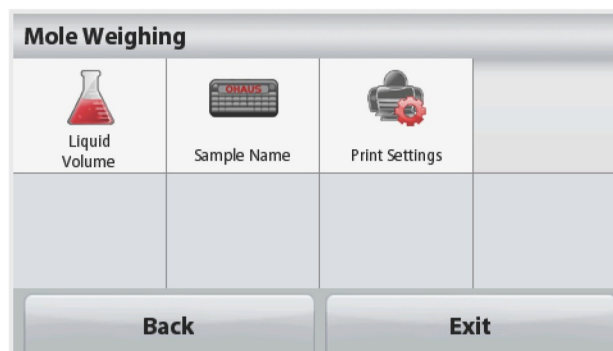 Mole Weighing
OHAUS
Liquid
Volume
Sample Name
Print Settings
Back
Exit